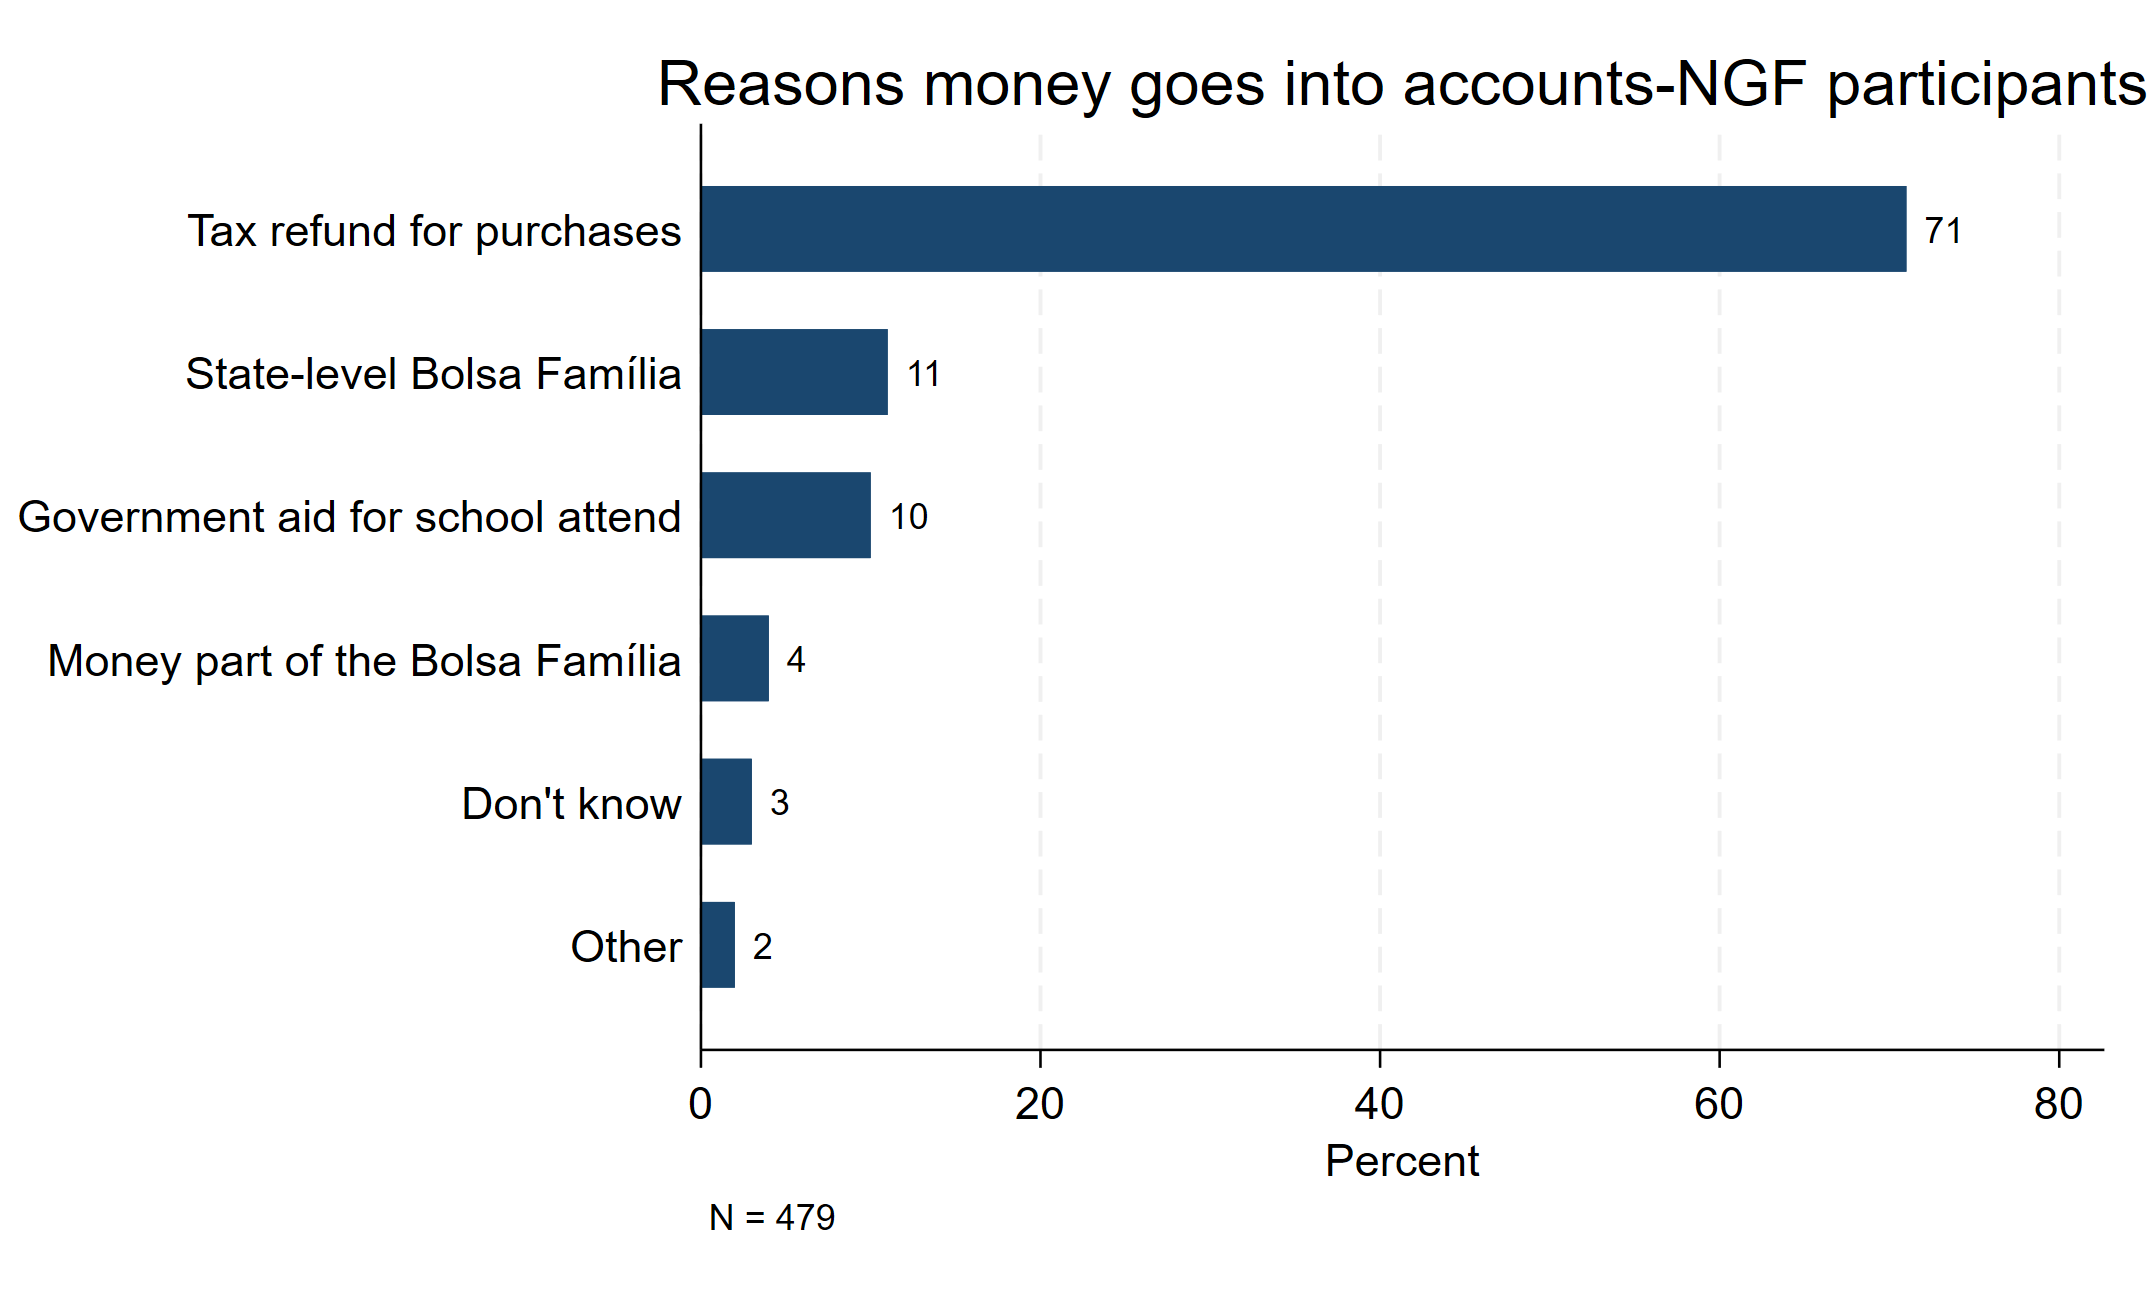 Reasons money goes into accounts-NGF participants
Tax refund for purchases
71
State-level Bolsa Família
11
Government aid for school attend
10
Money part of the Bolsa Família
4
Don't know
3
Other
2
0 20 40 60 80
Percent
N = 479